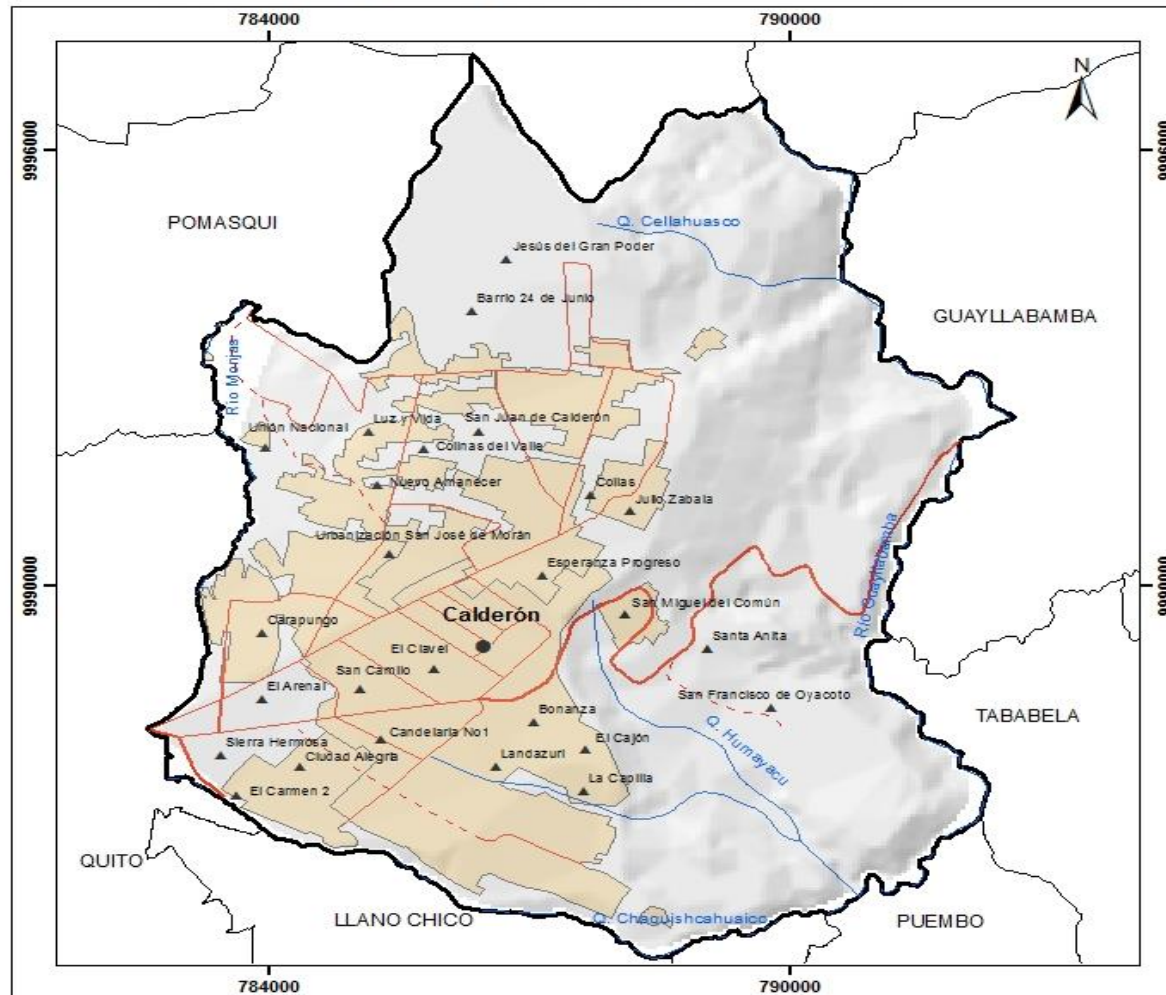 784000
790000
N
9996000
9996000
POMASQUI
Q. Cellahuasco
Jesús del Gran Poder
Barrio 24 de Junio
GUAYLLABAMBA
Río Monjas
Luz y Vida
San Juan de Calderón
Unión Nacional
Colinas del Valle
Nuevo Amanecer
Collas
Julio Zabala
Urbanización San José de Morán
Esperanza Progreso
9990000
9990000
Río Guayllabamba
San Miguel del Común
Calderón
Carapungo
El Clavel
Santa Anita
San Camilo
El Arenal
San Francisco de Oyacoto
Bonanza
TABABELA
Candelaria No1
El Cajón
Q. Humayacu
Sierra Hermosa
Ciudad Alegría
Landazuri
La Capilla
El Carmen 2
QUITO
LLANO CHICO
Q. Chaquishcahuaico
PUEMBO
784000
790000